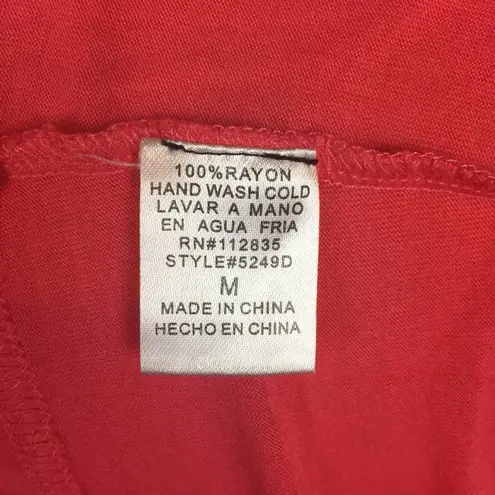 100%RAYON
HAND WASH COLD
LAVAR A MANO
EN AGUA FRIA
RN#112835
STYLE#5249D
M
MADE IN CHINA
HECHO EN CHINA